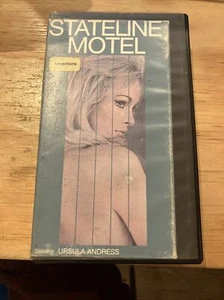 STATELINE
MOTEL
Adventure
Starring URSULA ANDRESS